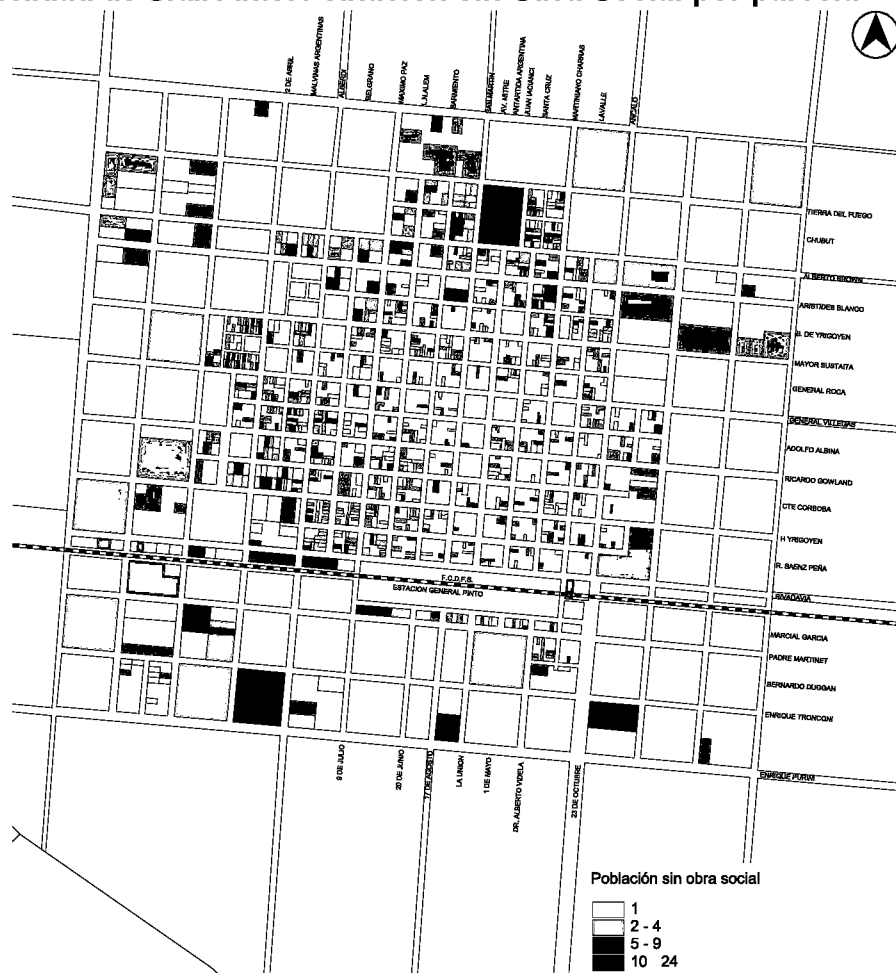 2 DE ABRIL
MALVINAS ARGENTINAS
ALBERDI
BELGRANO
MAXIMO PAZ
L.N.ALEM
SARMIENTO
SAN MARTIN
AV. MITRE
ANTARTIDA ARGENTINA
JUAN IACIANCI
SANTA CRUZ
MARTINIANO CHARRAS
LAVALLE
TIERRA DEL FUEGO
CHUBUT
ALBERTO BROWN
ARISTIDES BLANCO
B. DE YRIGOYEN
MAYOR SUSTAITA
GENERAL ROCA
GENERAL VILLEGAS
ADOLFO ALSINA
RICARDO GOWLAND
CTE CORDOBA
H YRIGOYEN
R. SAENZ PEÑA
RIVADAVIA
F.C.D.F.S.
ESTACION GENERAL PINTO
MARCIAL GARCIA
PADRE MARTINET
BERNARDO DUGGAN
ENRIQUE TRONCONI
9 DE JULIO
20 DE JUNIO
17 DE AGOSTO
LA UNION
1 DE MAYO
DR. ALBERTO VIDELA
23 DE OCTUBRE
Población sin obra social
1
2 - 4
5 - 9
10 24